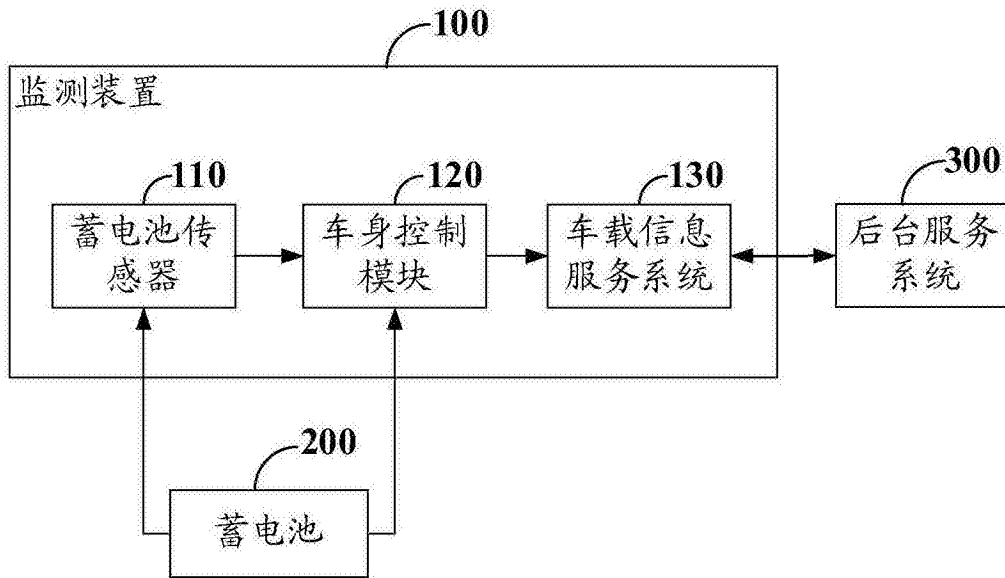 100
监测装置
110
120
130
300
蓄电池传
感器
车身控制
模块
车载信息
服务系统
后台服务
系统
200
蓄电池